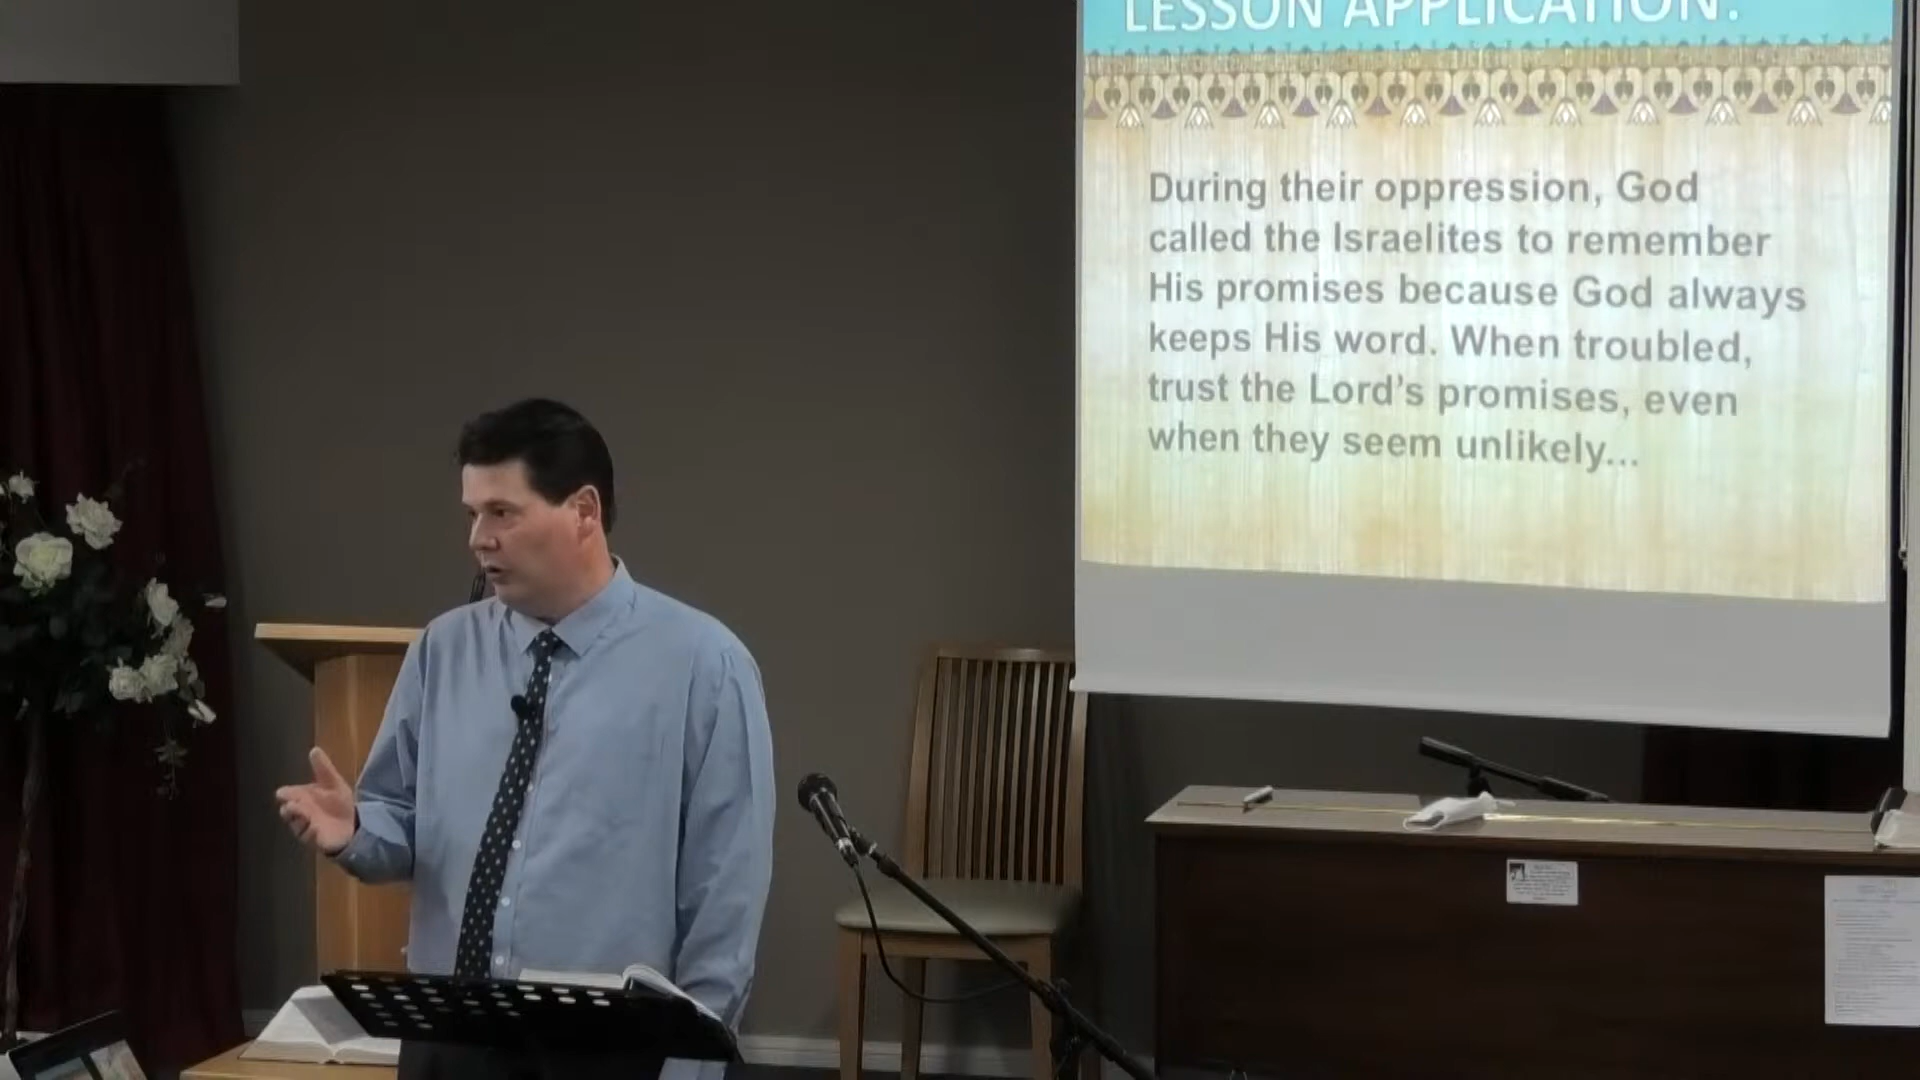 LESSON APPLICATION:
During their oppression, God
called the Israelites to remember
His promises because God always
keeps His word. When troubled,
trust the Lord's promises, even
when they seem unlikely...